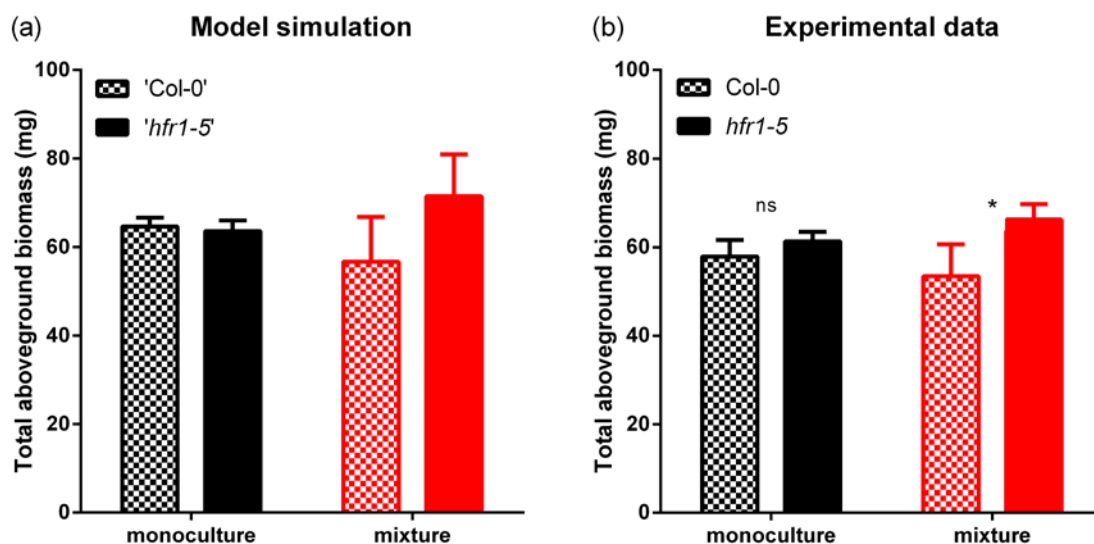 (a) Model simulation
Total aboveground biomass (mg)
100
80
60
40
20
0
'Col-0'
'hfr1-5'
monoculture mixture
(b) Experimental data
Total aboveground biomass (mg)
100
80
60
40
20
0
Col-0
hfr1-5
ns *
monoculture mixture